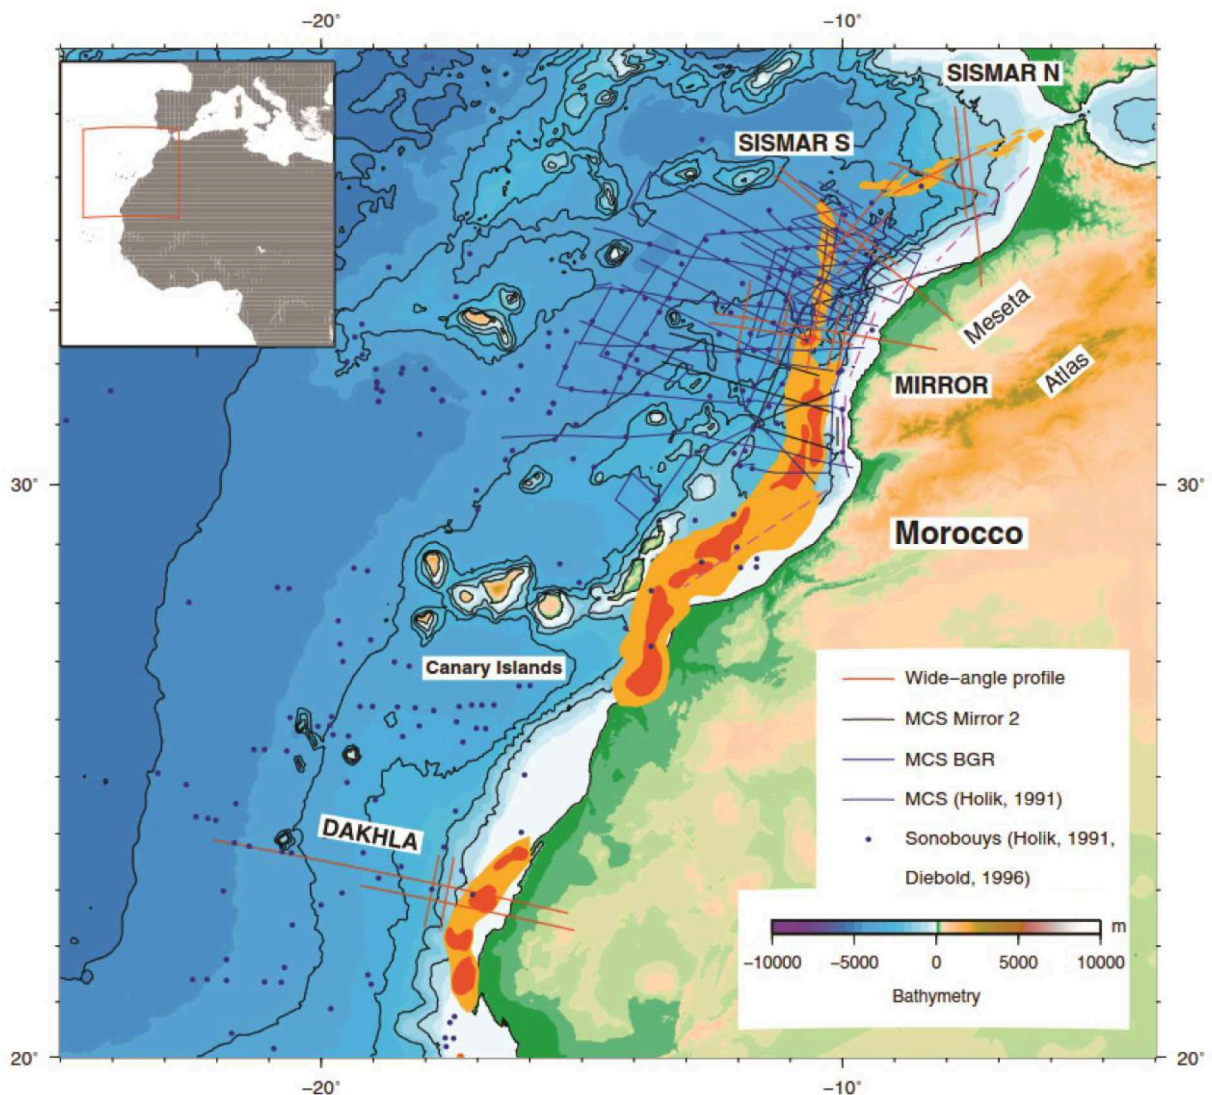 −20°
−10°
SISMAR N
SISMAR S
Meseta
MIRROR
Atlas
30°
30°
Morocco
Canary Islands
Wide−angle profile
MCS Mirror 2
MCS BGR
MCS (Holik, 1991)
Sonobouys (Holik, 1991,
Diebold, 1996)
DAKHLA
m
−10000 −5000 0 5000 10000
Bathymetry
20°
20°
−20°
−10°